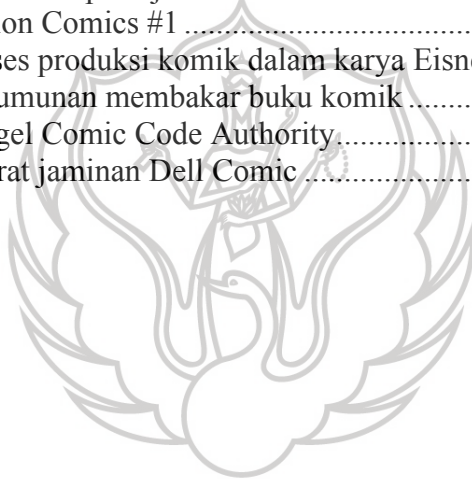 ion Comics #1 ........................................
ses produksi komik dalam karya Eisne
umunan membakar buku komik ..........
gel Comic Code Authority...................
rat jaminan Dell Comic .......................